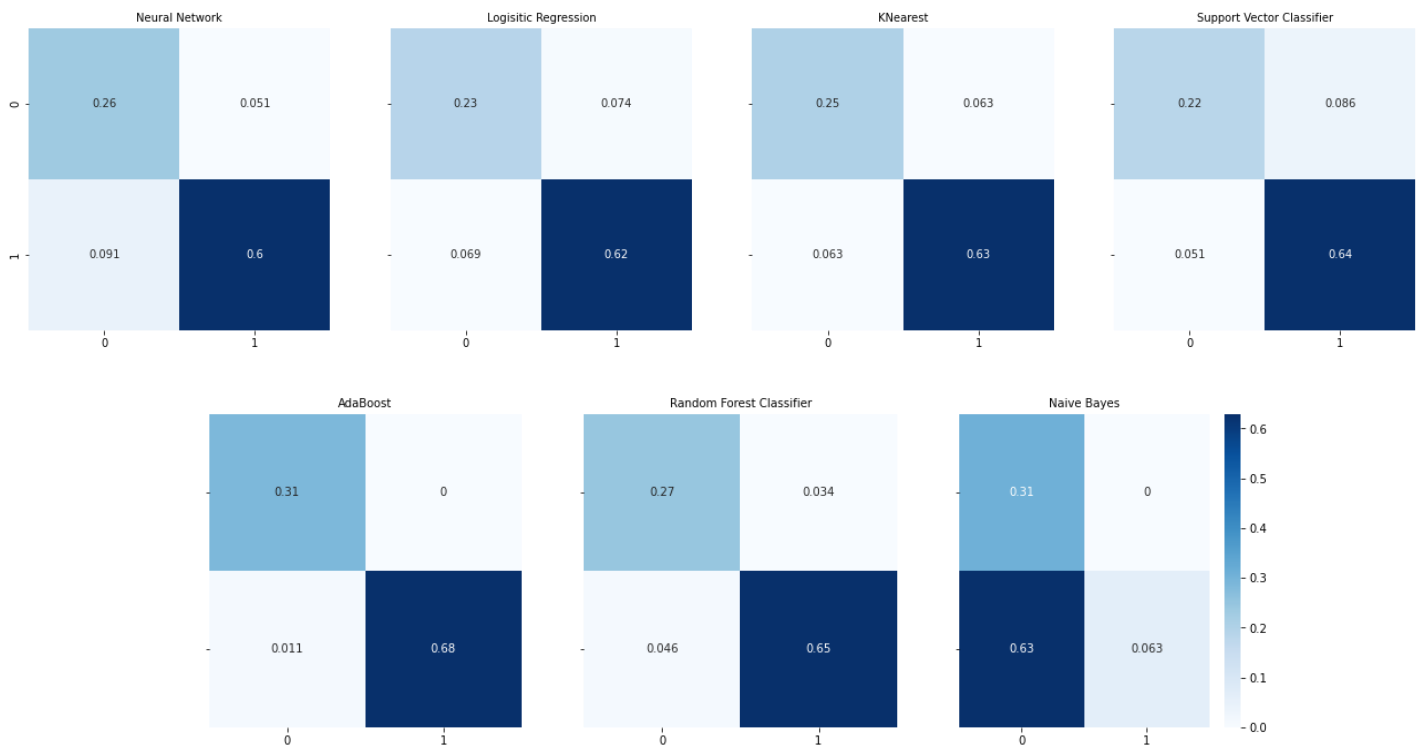 Neural Network Logisitic Regression KNearest Support Vector Classifier
0 0.26 0.051 0.23 0.074 0.25 0.063 0.22 0.086
1 0.091 0.6 0.069 0.62 0.063 0.63 0.051 0.64
0 1 0 1 0 1 0 1
AdaBoost Random Forest Classifier Naive Bayes
0.6
0.5
0.31 0 0.27 0.034 0.31 0
0.4
0.3
0.2
0.011 0.68 0.046 0.65 0.63 0.063
0.1
0.0
0 1 0 1 0 1